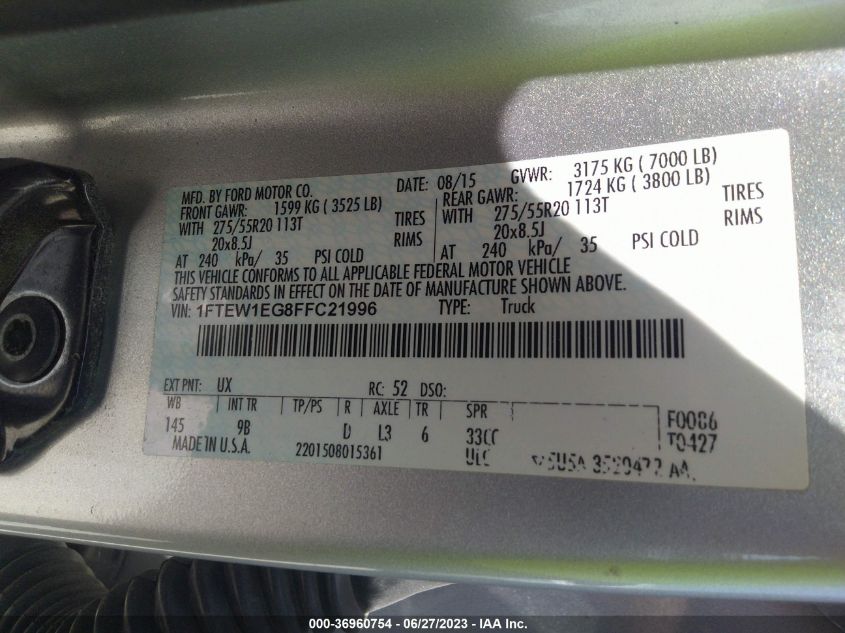 MFD. BY FORD MOTOR CO. DATE: 08/15 GVWR: 3175 KG ( 7000 LB)
FRONT GAWR: 1599 KG ( 3525 LB) REAR GAWR: 1724 KG ( 3800 LB)
WITH 275/55R20 113T TIRES WITH 275/55R20 113T TIRES
20x8.5J RIMS 20x8.5J RIMS
AT 240 kPa/ 35 PSI COLD AT 240 kPa/ 35 PSI COLD
THIS VEHICLE CONFORMS TO ALL APPLICABLE FEDERAL MOTOR VEHICLE
SAFETY STANDARDS IN EFFECT ON THE DATE OF MANUFACTURE SHOWN ABOVE.
VIN: 1FTEW1EG8FFC21996 TYPE: Truck
EXT PNT: UX RC: 52 DSO:
WB INT TR TP/PS R AXLE TR SPR
145 9B D L3 6 33CC
F0086
T0427
MADE IN U.S.A. 2201508015361 ULC
000-36960754 - 06/27/2023 - IAA Inc.